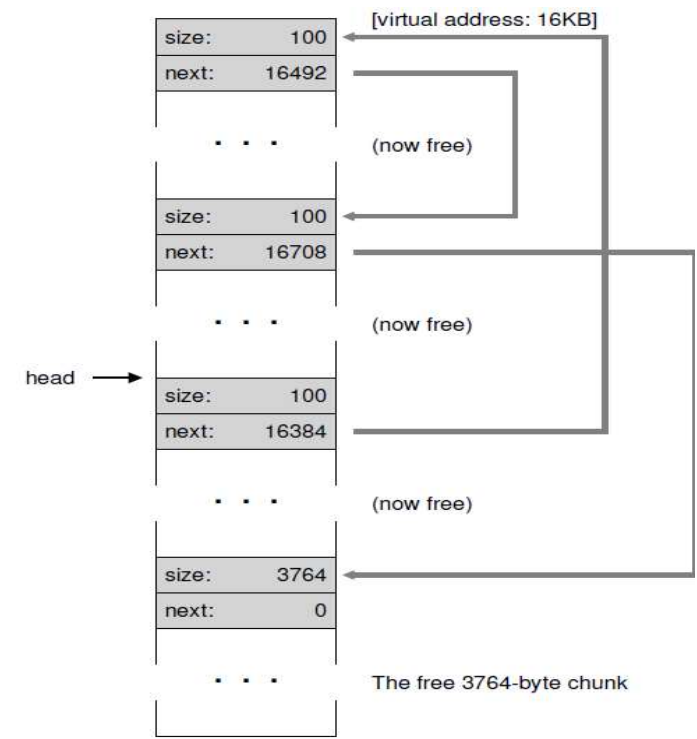 [virtual address: 16KB]
size: 100
next: 16492
. . . (now free)
size: 100
next: 16708
. . . (now free)
head
size: 100
next: 16384
. . . (now free)
size: 3764
next: 0
. . . The free 3764-byte chunk